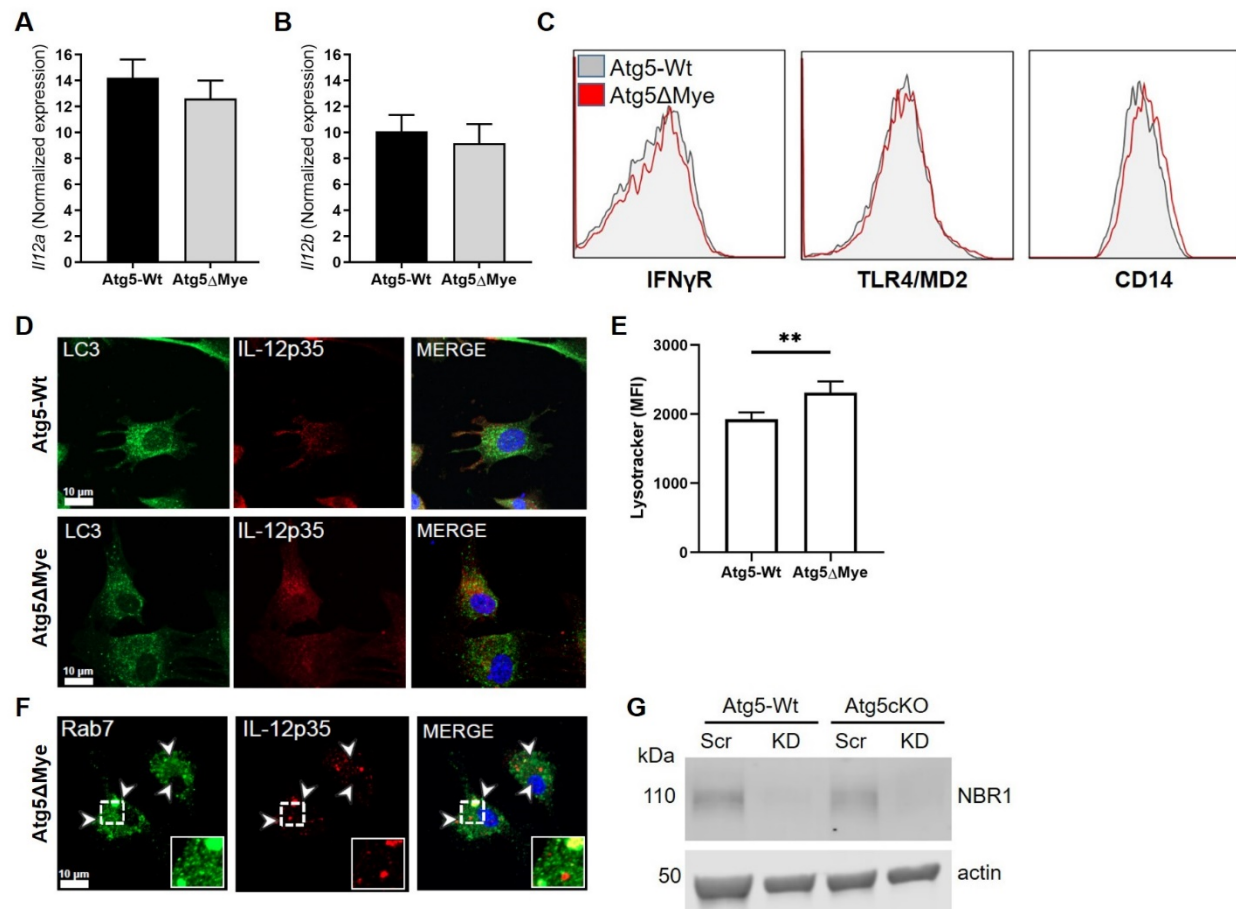 A
16
14
12
10
8
6
4
2
0
Il12a (Normalized expression)
Atg5-Wt Atg5ΔMye
B
16
14
12
10
8
6
4
2
0
Il12b (Normalized expression)
Atg5-Wt Atg5ΔMye
C
Atg5-Wt
Atg5ΔMye
IFNγR
TLR4/MD2
CD14
D
Atg5-Wt
LC3 IL-12p35 MERGE
10 µm
Atg5ΔMye
LC3 IL-12p35 MERGE
10 µm
E
**
3000
2000
1000
0
Lysotracker (MFI)
Atg5-Wt Atg5ΔMye
F
Atg5ΔMye
Rab7 IL-12p35 MERGE
10 µm
G
Atg5-Wt Atg5cKO
kDa Scr KD Scr KD
110 NBR1
50 actin